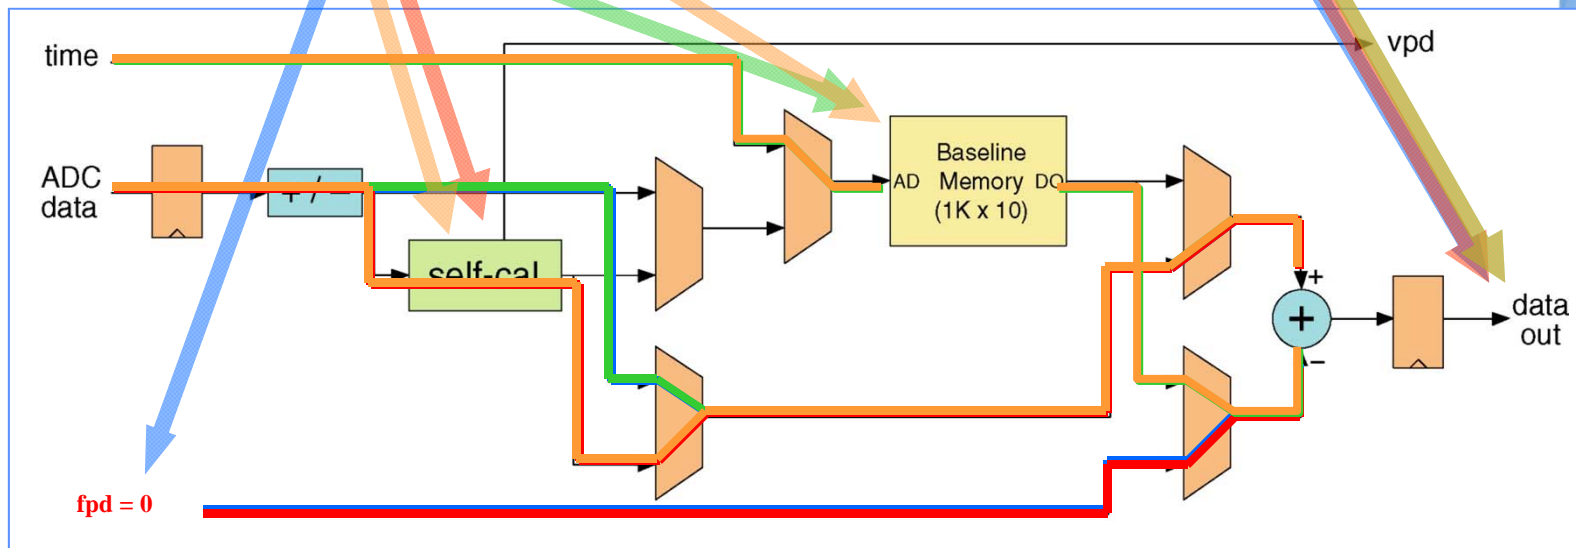 time
vpd
ADC
data
+ /
self-cal
AD
Baseline
Memory
(1K x 10)
DO
+
+
−
data
out
fpd = 0